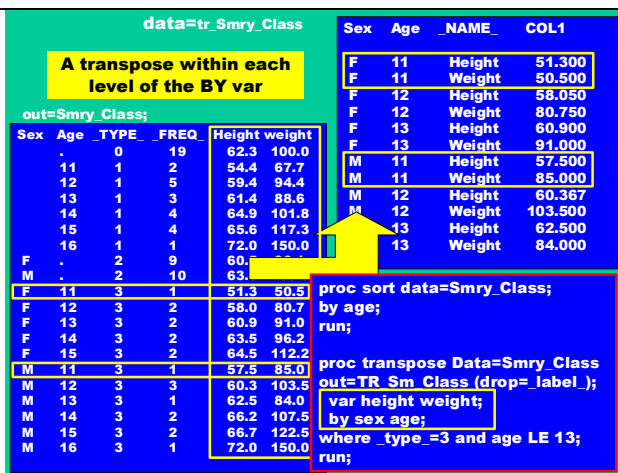 data=tr_Smry_Class
A transpose within each
level of the BY var
out=Smry_Class;
Sex Age _TYPE_ _FREQ_ Height weight
. 0 19 62.3 100.0
11 1 2 54.4 67.7
12 1 5 59.4 94.4
13 1 3 61.4 88.6
14 1 4 64.9 101.8
15 1 4 65.6 117.3
16 1 1 72.0 150.0
F . 2 9
M . 2 10
F 11 3 1 51.3 50.5
F 12 3 2 58.0 80.7
F 13 3 2 60.9 91.0
F 14 3 2 63.5 96.2
F 15 3 2 64.5 112.2
M 11 3 1 57.5 85.0
M 12 3 3 60.3 103.5
M 13 3 1 62.5 84.0
M 14 3 2 66.2 107.5
M 15 3 2 66.7 122.5
M 16 3 1 72.0 150.0
Sex Age _NAME_ COL1
F 11 Height 51.300
F 11 Weight 50.500
F 12 Height 58.050
F 12 Weight 80.750
F 13 Height 60.900
F 13 Weight 91.000
M 11 Height 57.500
M 11 Weight 85.000
M 12 Height 60.367
M 12 Weight 103.500
13 Height 62.500
13 Weight 84.000
proc sort data=Smry_Class;
by age;
run;
proc transpose Data=Smry_Class
out=TR_Sm_Class (drop=_label_);
var height weight;
by sex age;
where _type_=3 and age LE 13;
run;